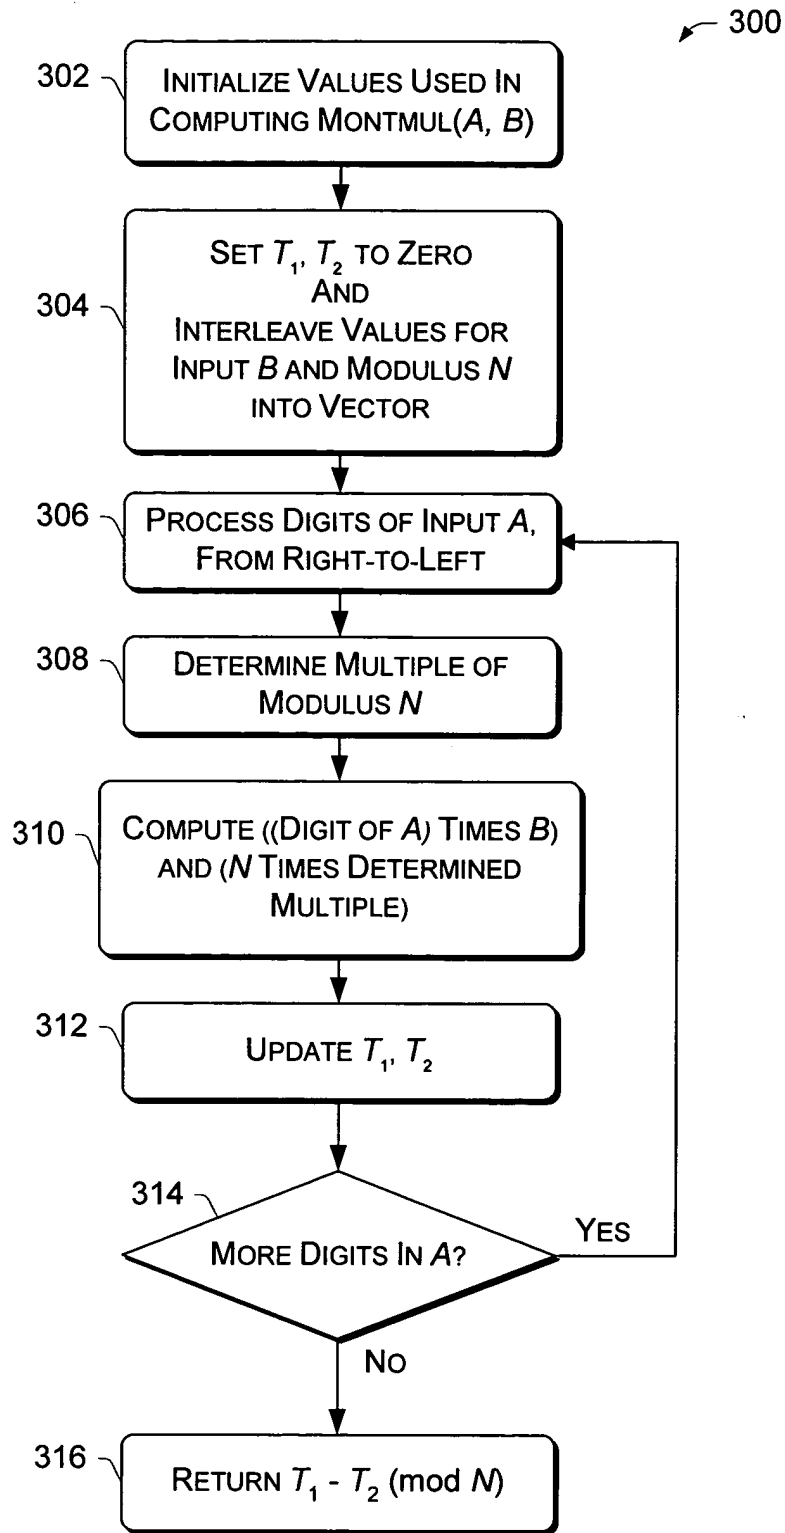 300
302
INITIALIZE VALUES USED IN
COMPUTING MONTMUL(A, B)
304
SET T₁, T₂ TO ZERO
AND
INTERLEAVE VALUES FOR
INPUT B AND MODULUS N
INTO VECTOR
306
PROCESS DIGITS OF INPUT A,
FROM RIGHT-TO-LEFT
308
DETERMINE MULTIPLE OF
MODULUS N
310
COMPUTE ((DIGIT OF A) TIMES B)
AND (N TIMES DETERMINED
MULTIPLE)
312
UPDATE T₁, T₂
314
MORE DIGITS IN A?
YES
NO
316
RETURN T₁ - T₂ (mod N)